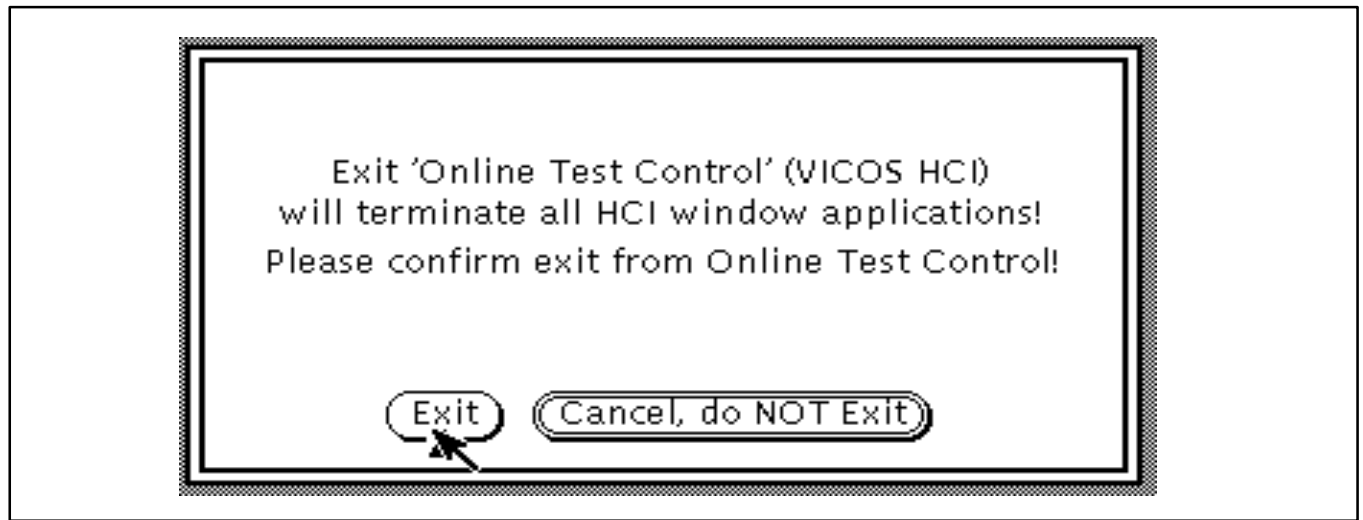 Exit 'Online Test Control' (VICOS HCI)
will terminate all HCI window applications!
Please confirm exit from Online Test Control!
Exit
Cancel, do NOT Exit